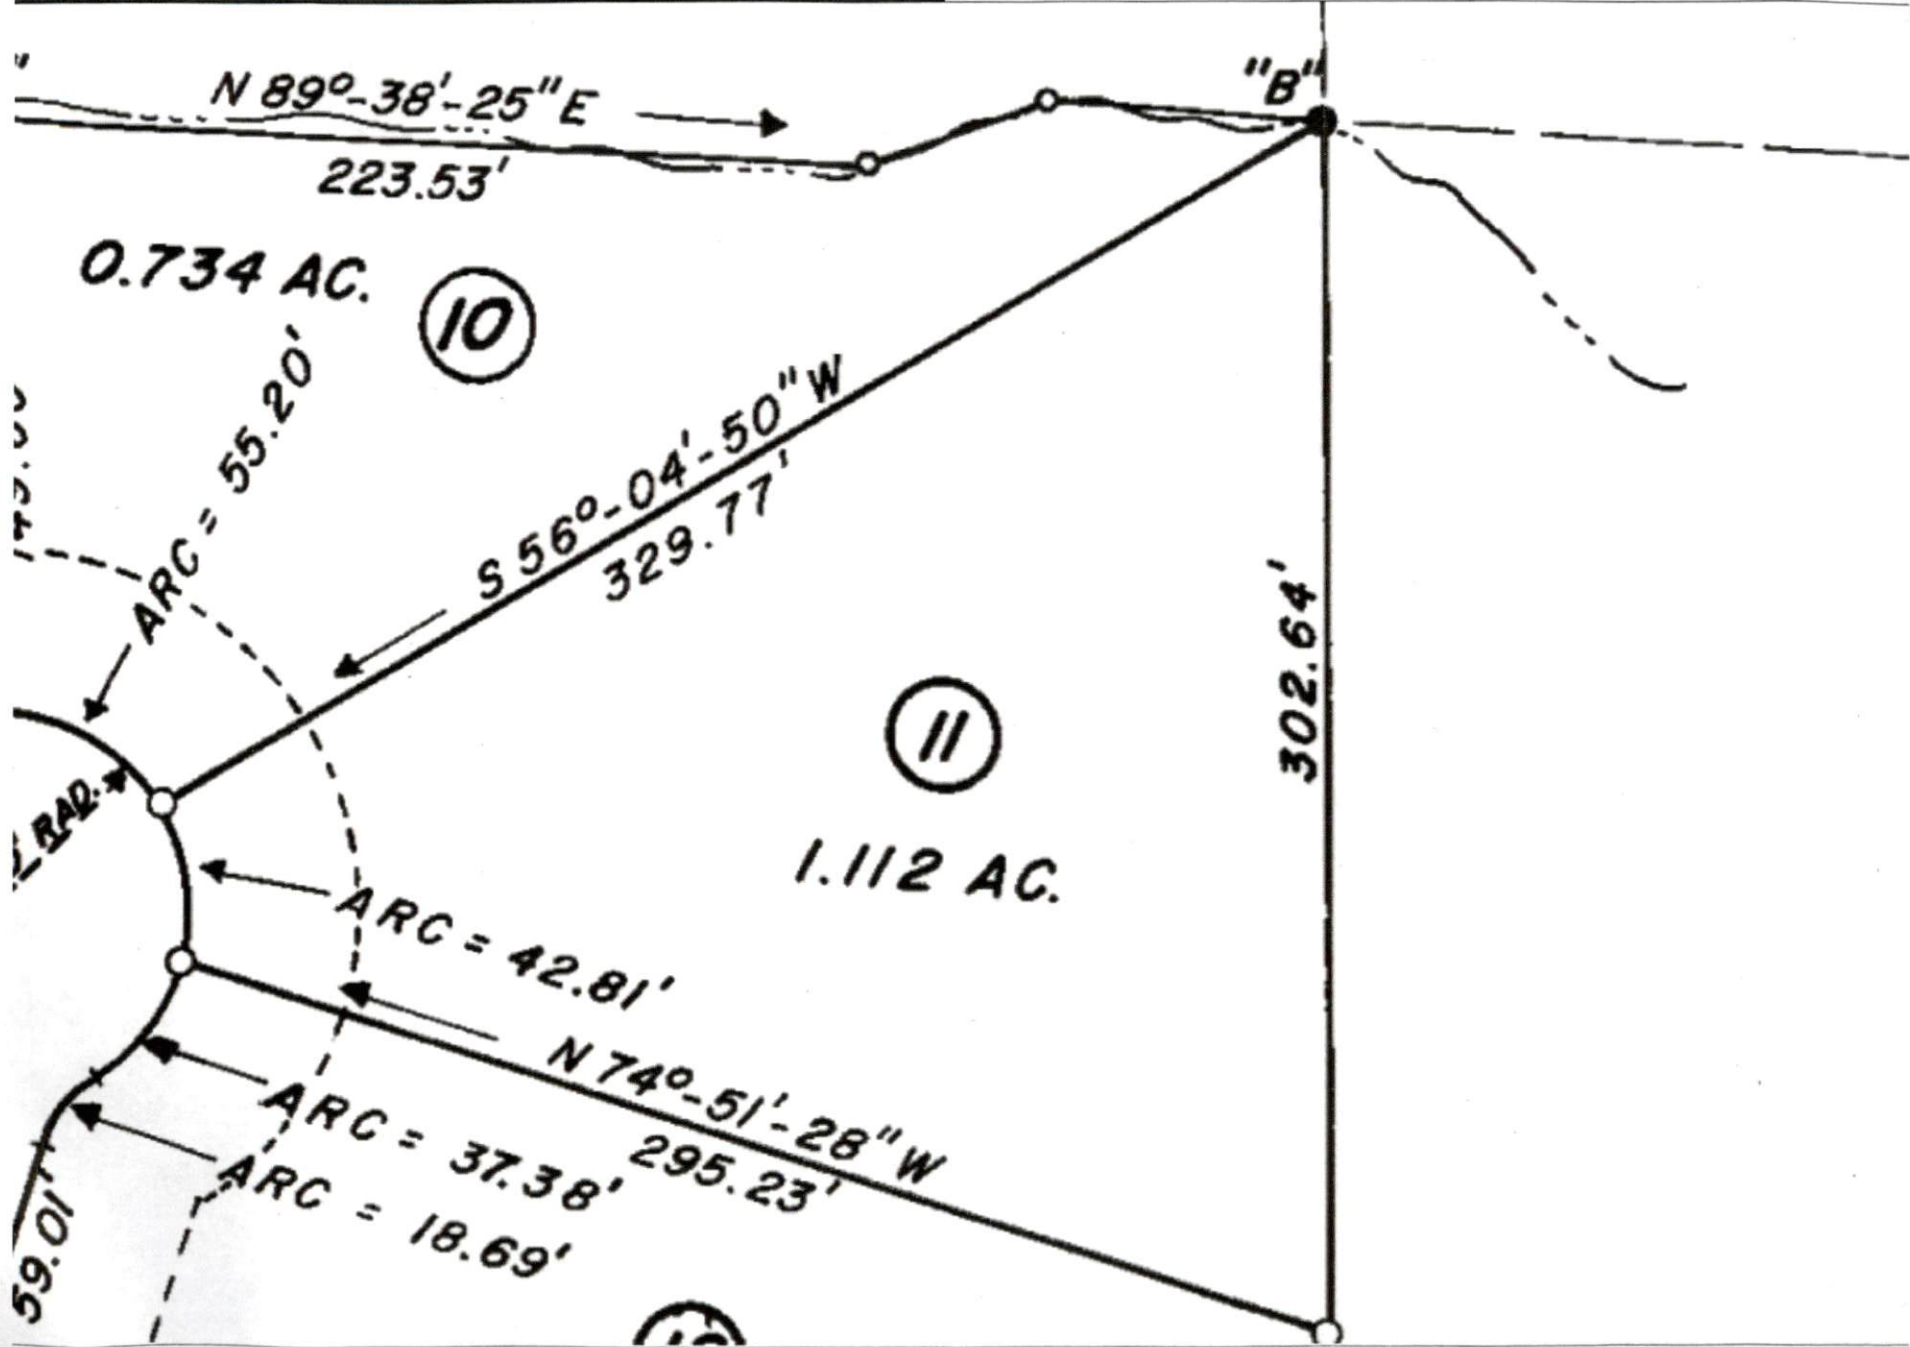 "B"
N 89°-38'-25" E
223.53'
0.734 AC.
10
ARC = 55.20'
S 56°-04'-50" W
329.77'
302.64'
11
RAD.
1.112 AC.
ARC = 42.81'
N 74°-51'-28" W
295.23'
ARC = 37.38'
ARC = 18.69'
59.01'